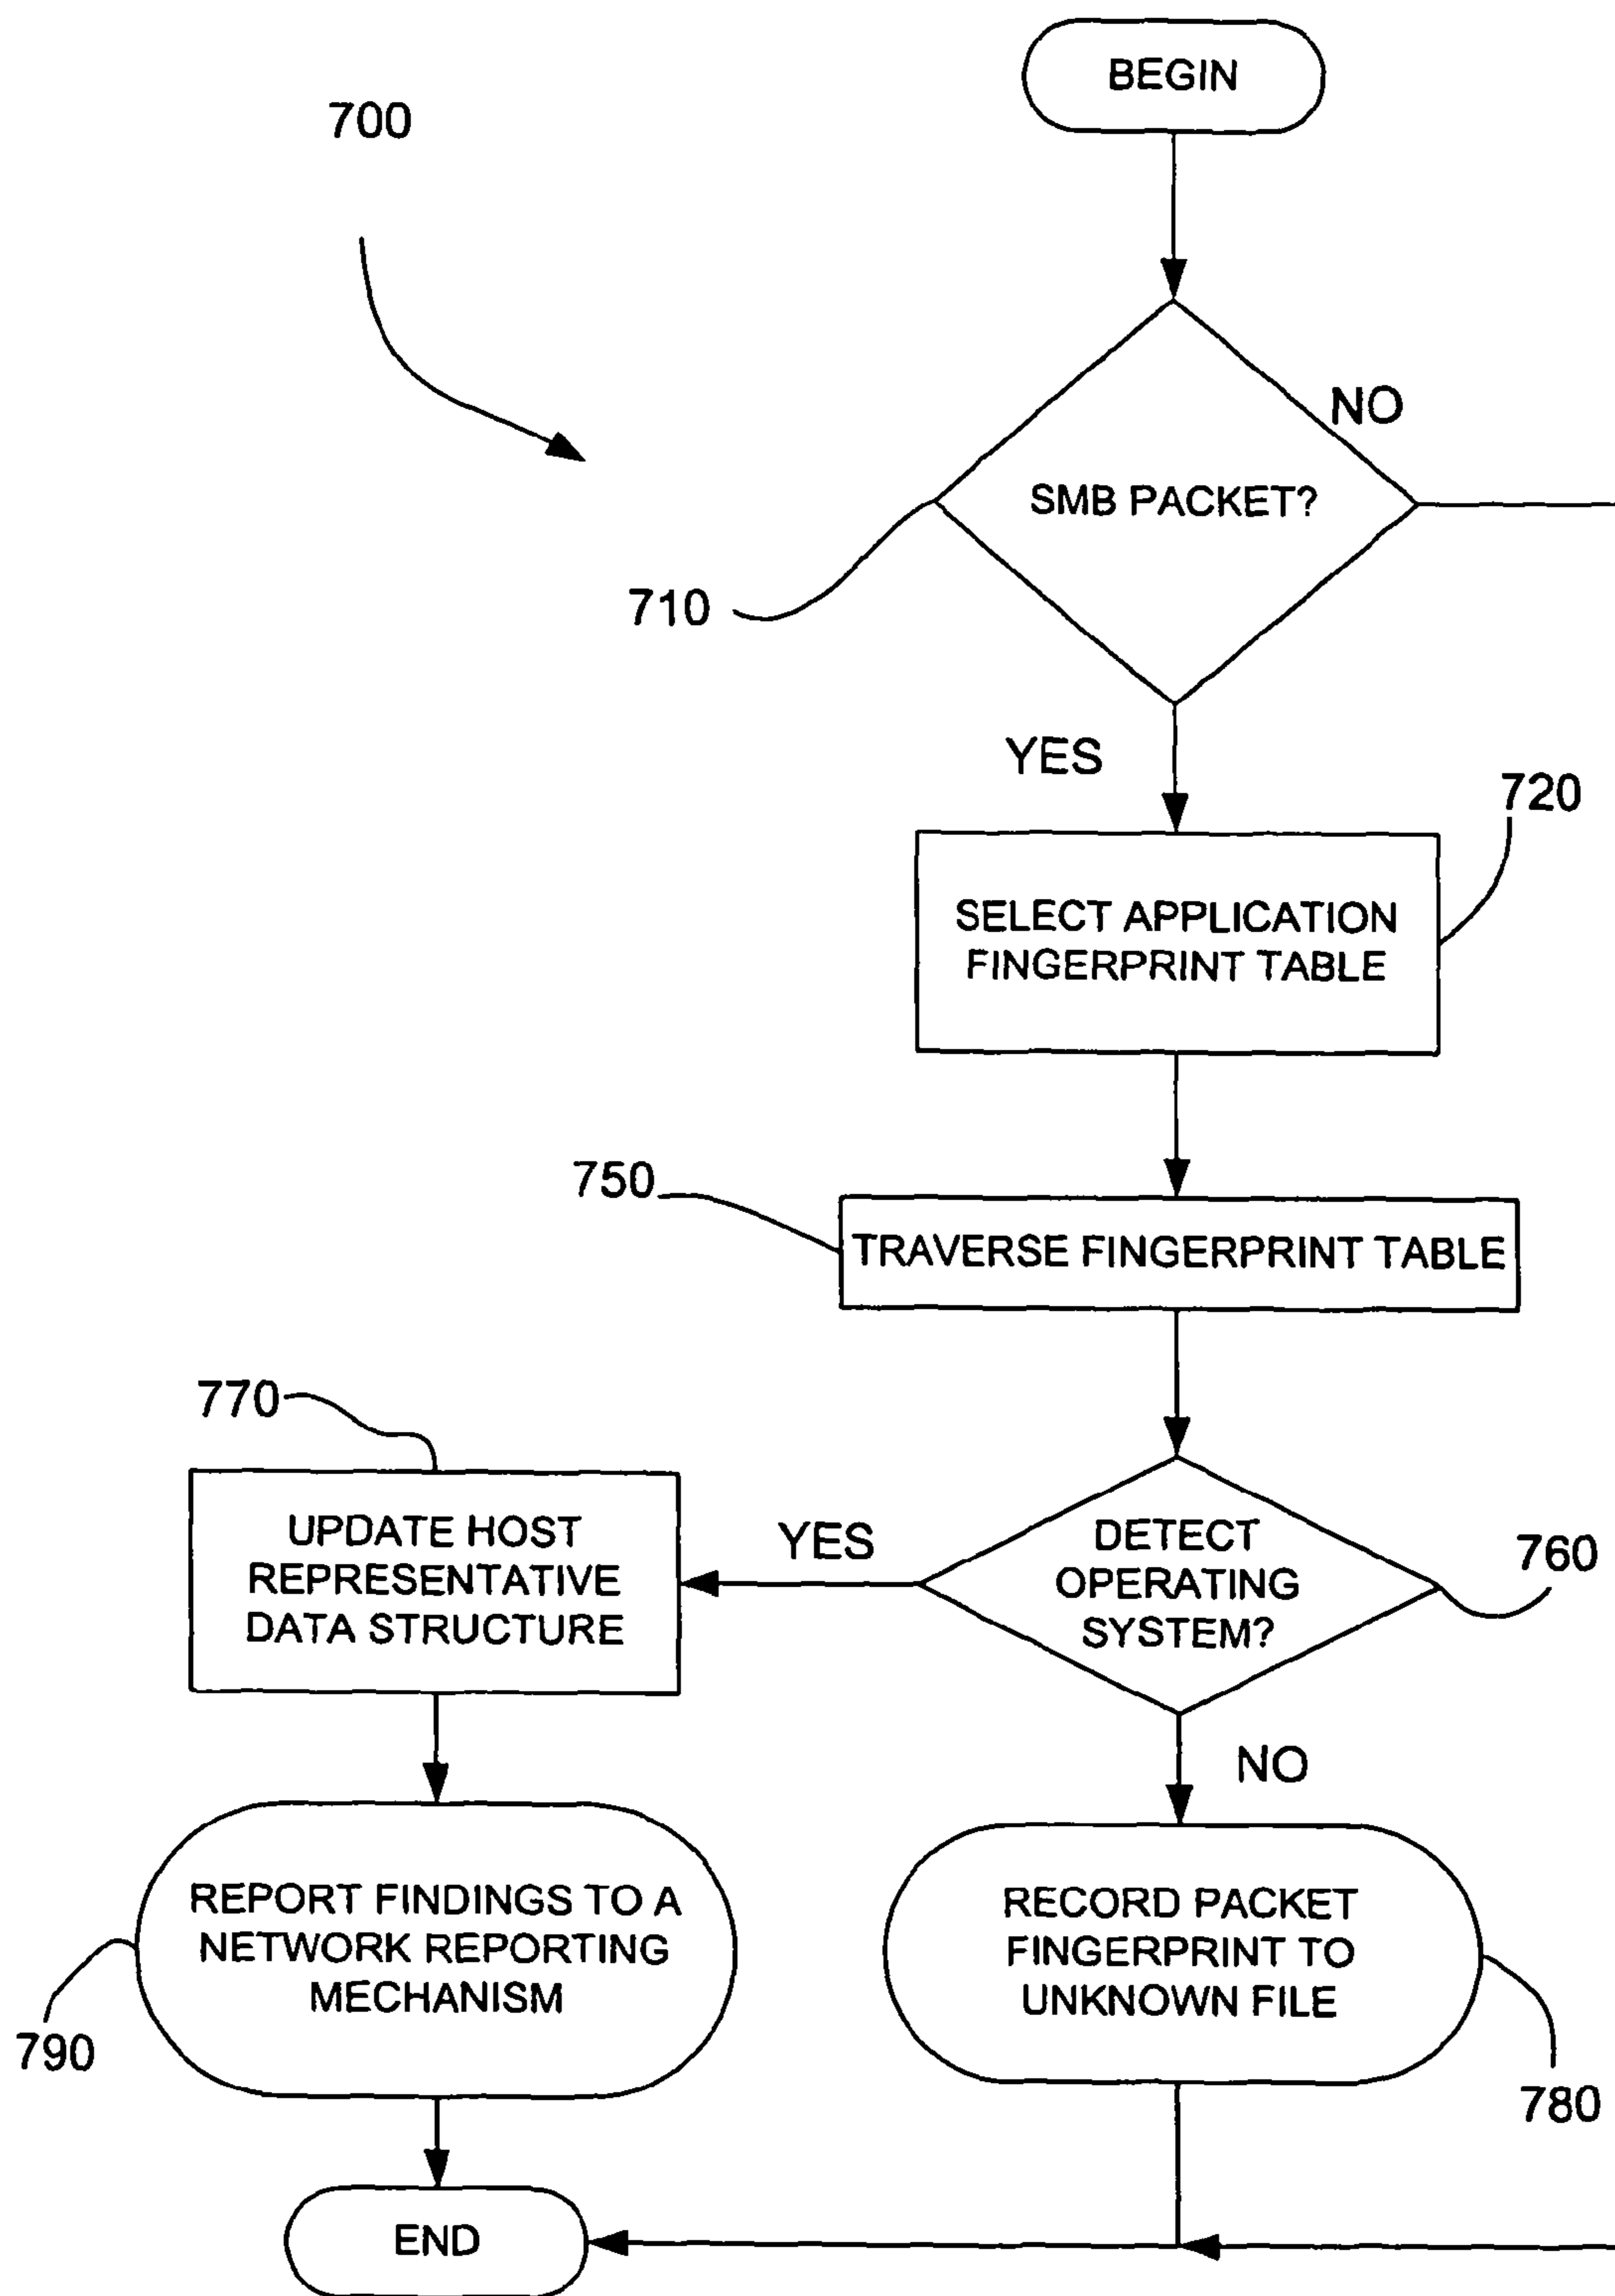 BEGIN
700
NO
SMB PACKET?
710
YES
720
SELECT APPLICATION
FINGERPRINT TABLE
750
TRAVERSE FINGERPRINT TABLE
770
UPDATE HOST
REPRESENTATIVE
DATA STRUCTURE
YES
DETECT
OPERATING
SYSTEM?
760
NO
REPORT FINDINGS TO A
NETWORK REPORTING
MECHANISM
790
RECORD PACKET
FINGERPRINT TO
UNKNOWN FILE
780
END